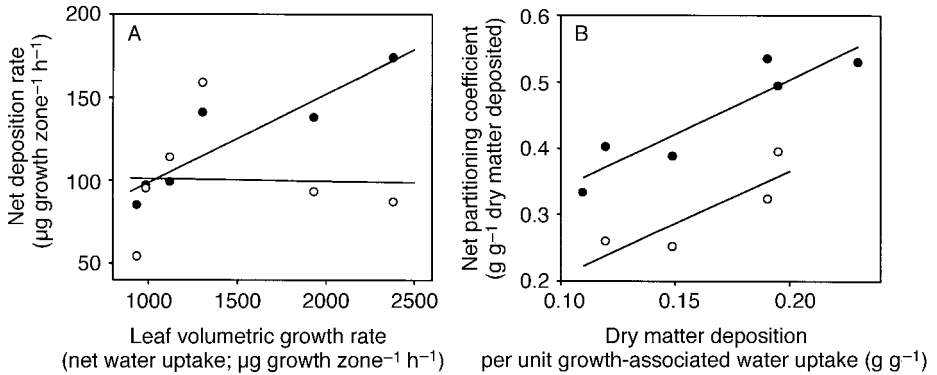 Net deposition rate
(µg growth zone⁻¹ h⁻¹)
200
150
100
50
A
1000
1500
2000
2500
Leaf volumetric growth rate
(net water uptake; µg growth zone⁻¹ h⁻¹)
Net partitioning coefficient
(g g⁻¹ dry matter deposited)
0.6
0.5
0.4
0.3
0.2
B
0.10
0.15
0.20
Dry matter deposition
per unit growth-associated water uptake (g g⁻¹)